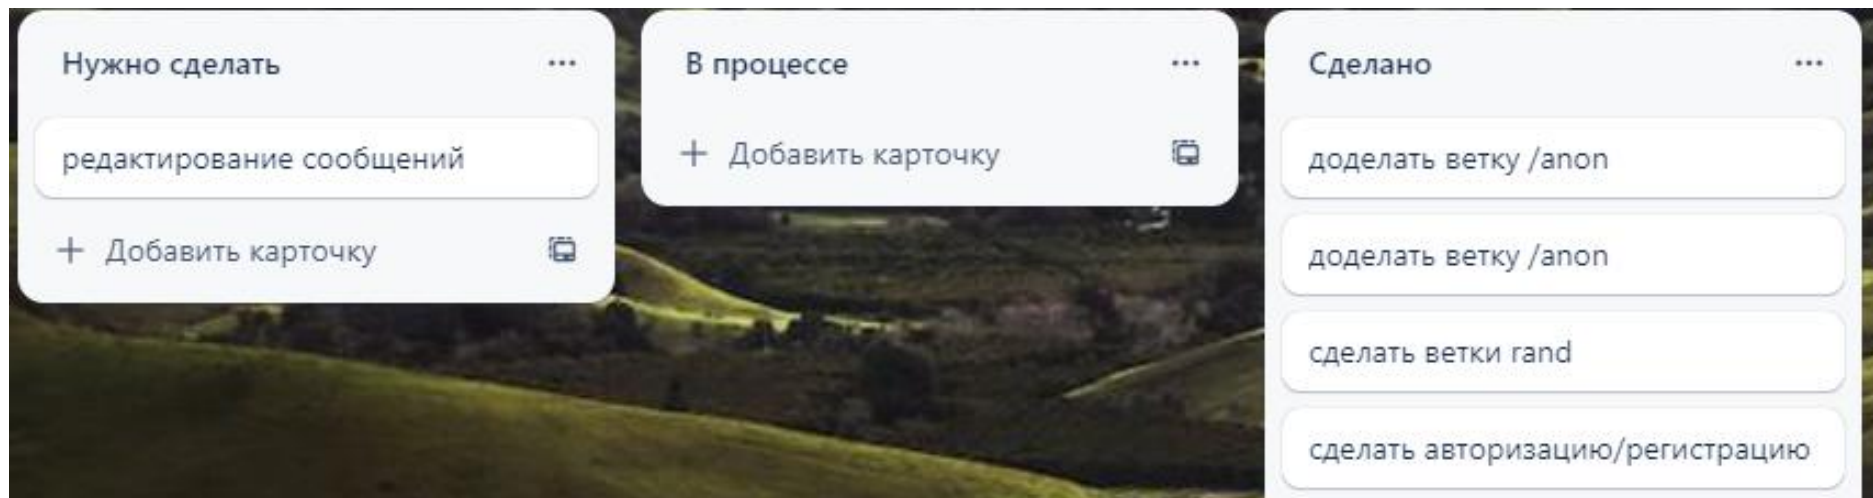 Нужно сделать
редактирование сообщений
Добавить карточку
В процессе
Добавить карточку
Сделано
доделать ветку /anon
доделать ветку /anon
сделать ветки rand
сделать авторизацию/регистрацию